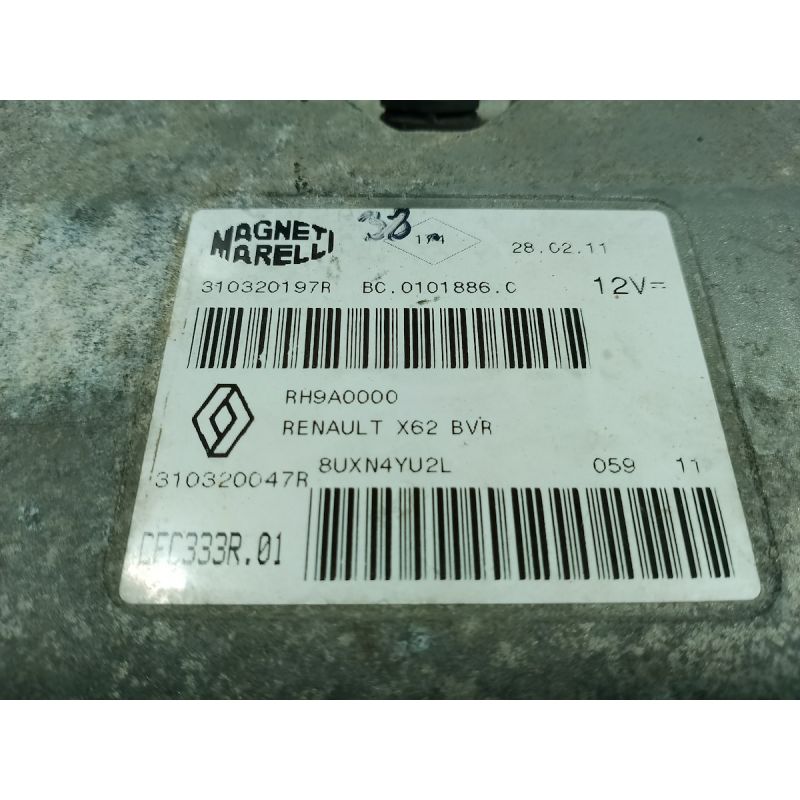 MAGNETI
MARELLI
28.02.11
310320197R BC.0101886.C 12V=
RH9A0000
RENAULT X62 BVR
8UXN4YU2L 059 11
310320047R
CFC333R.01